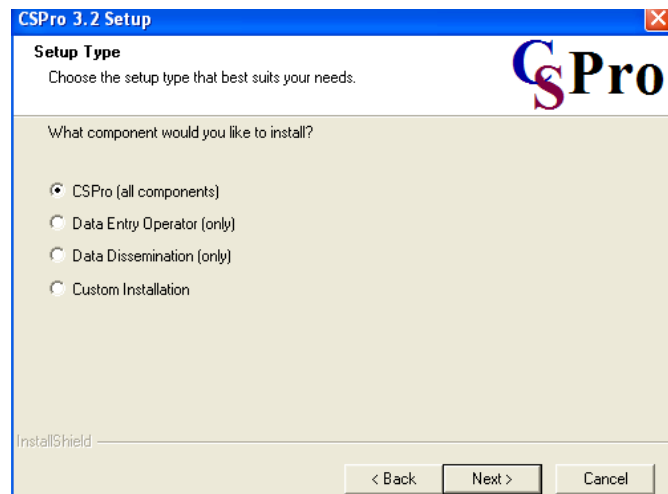 CSPro 3.2 Setup
Setup Type
Choose the setup type that best suits your needs.
CSPro
What component would you like to install?
CSPro (all components)
Data Entry Operator (only)
Data Dissemination (only)
Custom Installation
InstallShield
< Back Next > Cancel